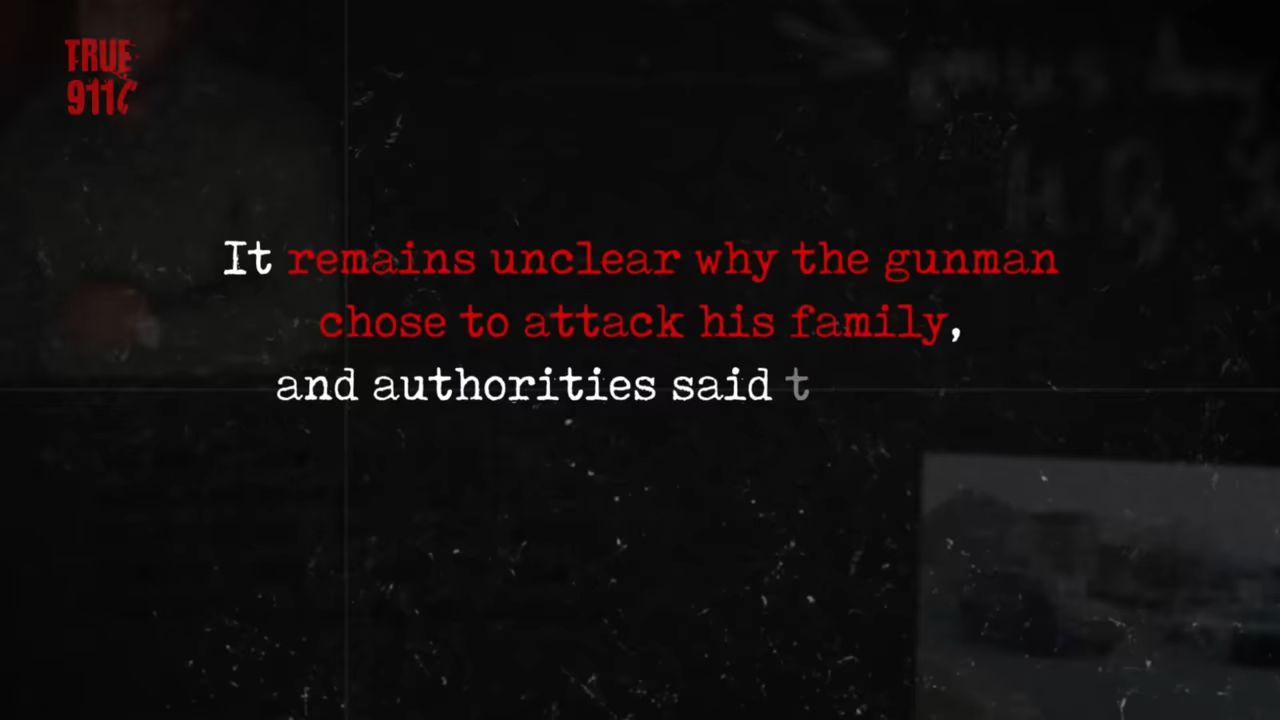 TRUE
911
It remains unclear why the gunman
chose to attack his family,
and authorities said t